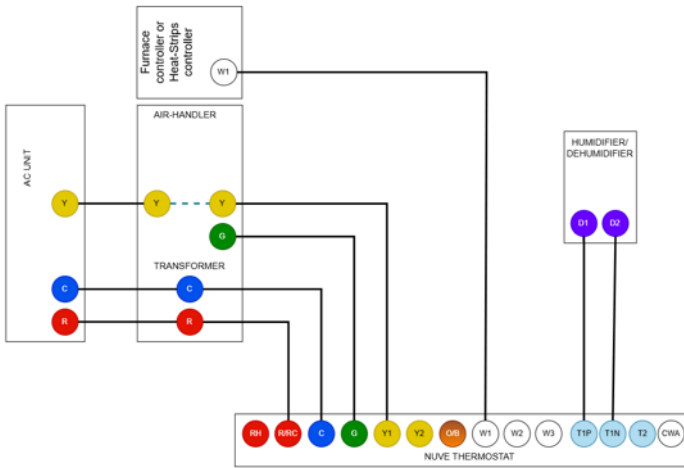 Furnace
controller or
Heat-Strips
controller
W1
AIR-HANDLER
AC UNIT
HUMIDIFIER/
DEHUMIDIFIER
Y Y Y
D1 D2
G
TRANSFORMER
C C
R R
RH R/RC C G Y1 Y2 O/B W1 W2 W3 T1P T1N T2 CWA
NUVE THERMOSTAT